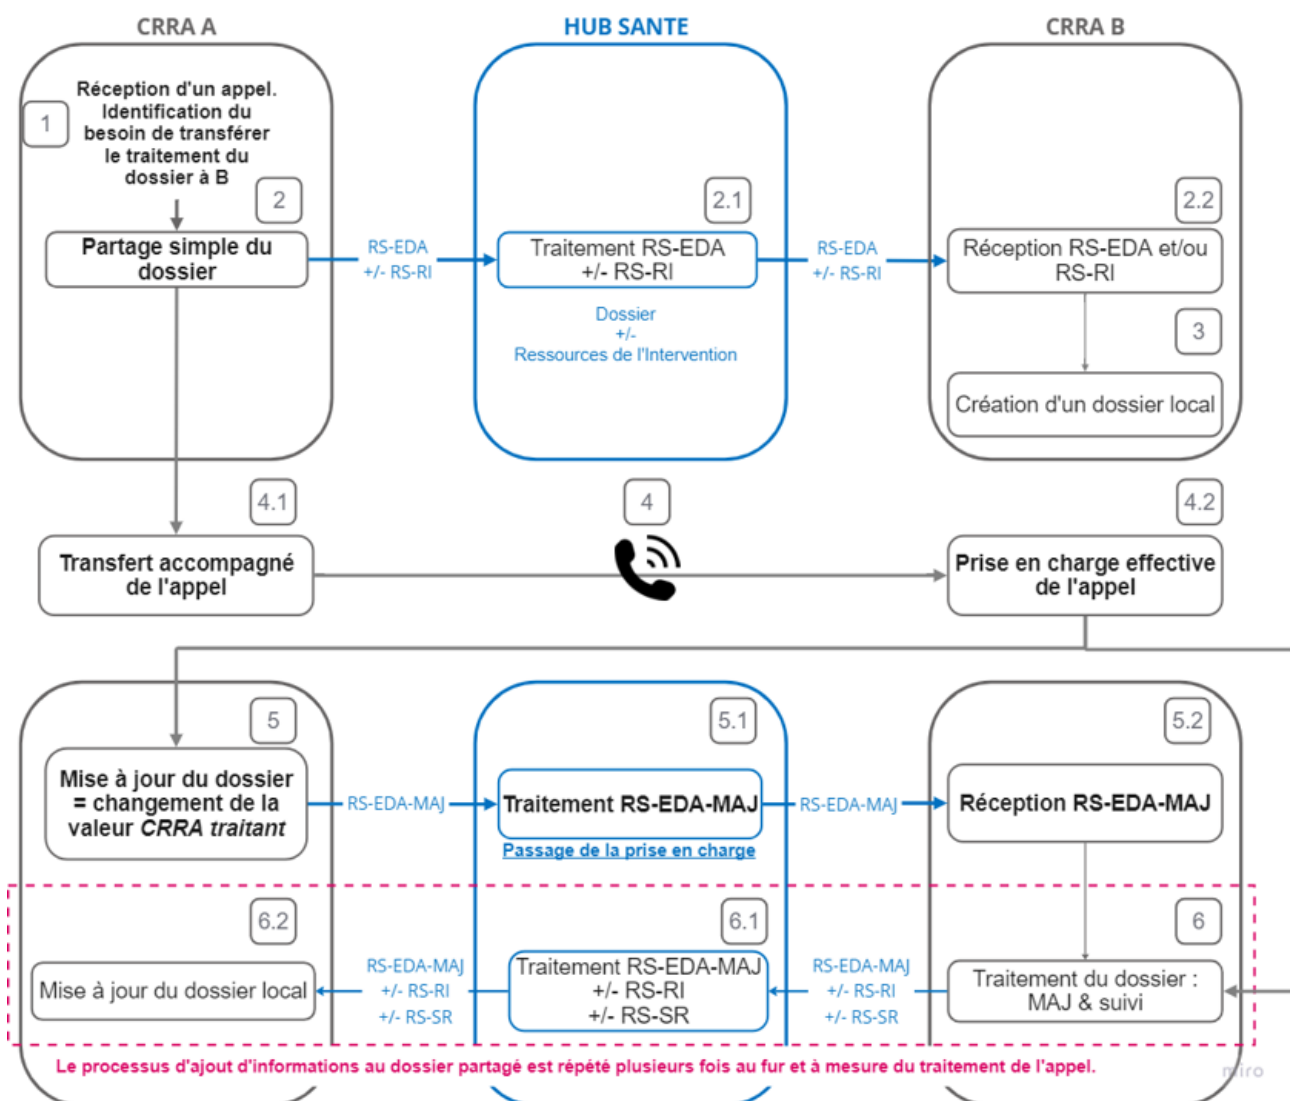 CRRA A
HUB SANTE
CRRA B
1
Réception d'un appel.
Identification du
besoin de transférer
le traitement du
dossier à B
2
2.1
2.2
Partage simple du
dossier
RS-EDA
+/- RS-RI
Traitement RS-EDA
+/- RS-RI
RS-EDA
+/- RS-RI
Réception RS-EDA et/ou
RS-RI
Dossier
+/-
Ressources de l'Intervention
3
Création d'un dossier local
4.1
4
4.2
Transfert accompagné
de l'appel
Prise en charge effective
de l'appel
5
5.1
5.2
Mise à jour du dossier
= changement de la
valeur CRRA traitant
RS-EDA-MAJ
Traitement RS-EDA-MAJ
RS-EDA-MAJ
Réception RS-EDA-MAJ
Passage de la prise en charge
6.2
6.1
6
Mise à jour du dossier local
RS-EDA-MAJ
+/- RS-RI
+/- RS-SR
Traitement RS-EDA-MAJ
+/- RS-RI
+/- RS-SR
RS-EDA-MAJ
+/- RS-RI
+/- RS-SR
Traitement du dossier :
MAJ & suivi
Le processus d'ajout d'informations au dossier partagé est répété plusieurs fois au fur et à mesure du traitement de l'appel.
miro